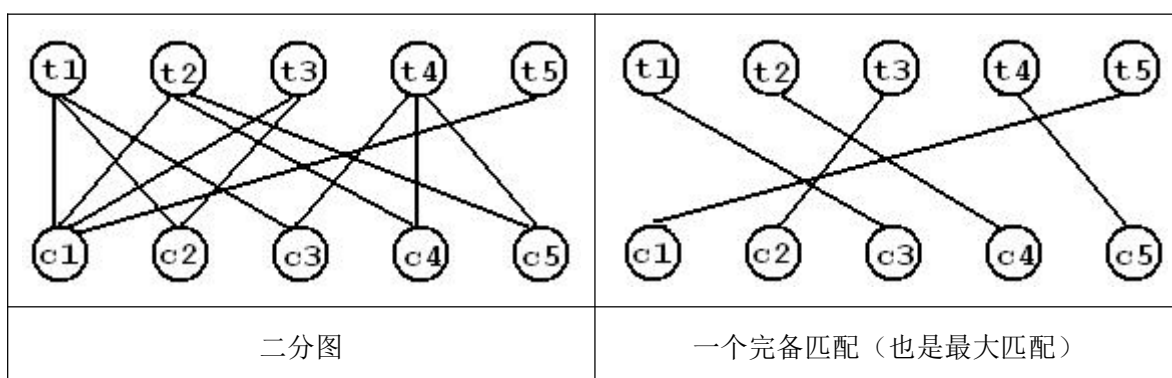 t1 t2 t3 t4 t5
c1 c2 c3 c4 c5
二分图
t1 t2 t3 t4 t5
c1 c2 c3 c4 c5
一个完备匹配（也是最大匹配）